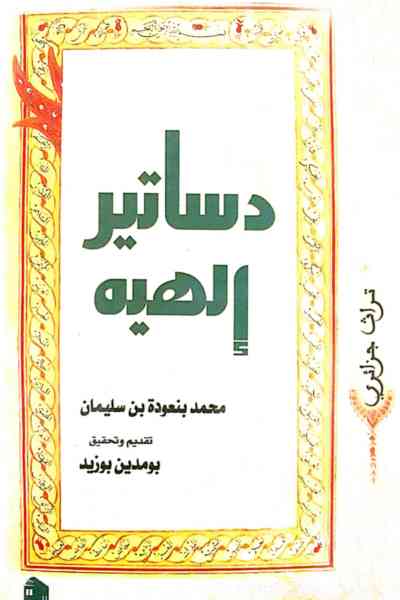 دساتير
إلهيه
محمد بنعودة بن سليمان
تقديم وتحقيق
بومدين بوزيد
تراث جزائري